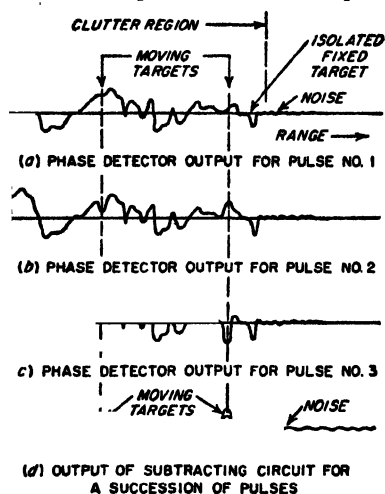 CLUTTER REGION
ISOLATED
FIXED
TARGET
MOVING
TARGETS
NOISE
RANGE
(a) PHASE DETECTOR OUTPUT FOR PULSE NO. 1
(b) PHASE DETECTOR OUTPUT FOR PULSE NO. 2
c) PHASE DETECTOR OUTPUT FOR PULSE NO. 3
MOVING
TARGETS
NOISE
(d) OUTPUT OF SUBTRACTING CIRCUIT FOR
A SUCCESSION OF PULSES